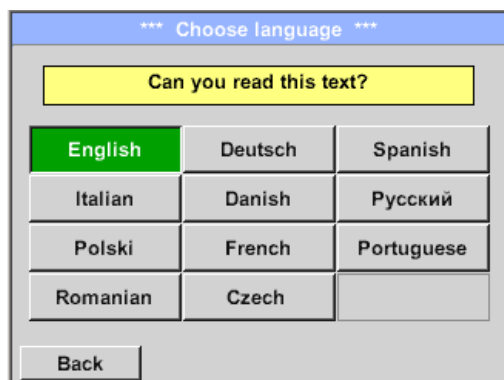 *** Choose language ***
Can you read this text?
English Deutsch Spanish
Italian Danish Русский
Polski French Portuguese
Romanian Czech
Back